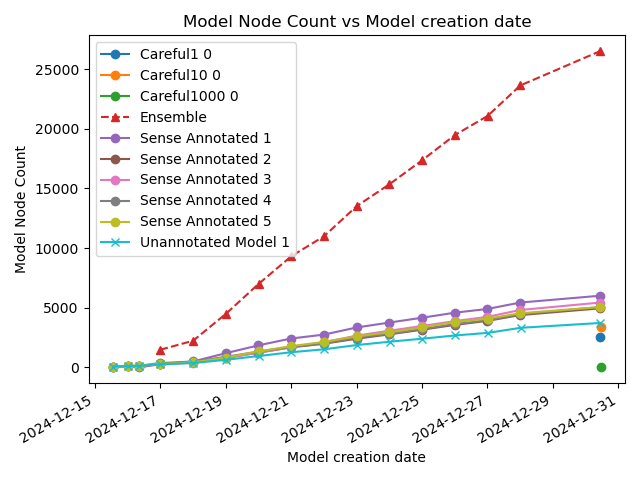 Model Node Count vs Model creation date
Careful1 0
Careful10 0
Careful1000 0
Ensemble
Sense Annotated 1
Sense Annotated 2
Sense Annotated 3
Sense Annotated 4
Sense Annotated 5
Unannotated Model 1
Model Node Count
25000
20000
15000
10000
5000
0
2024-12-15
2024-12-17
2024-12-19
2024-12-21
2024-12-23
2024-12-25
2024-12-27
2024-12-29
2024-12-31
Model creation date